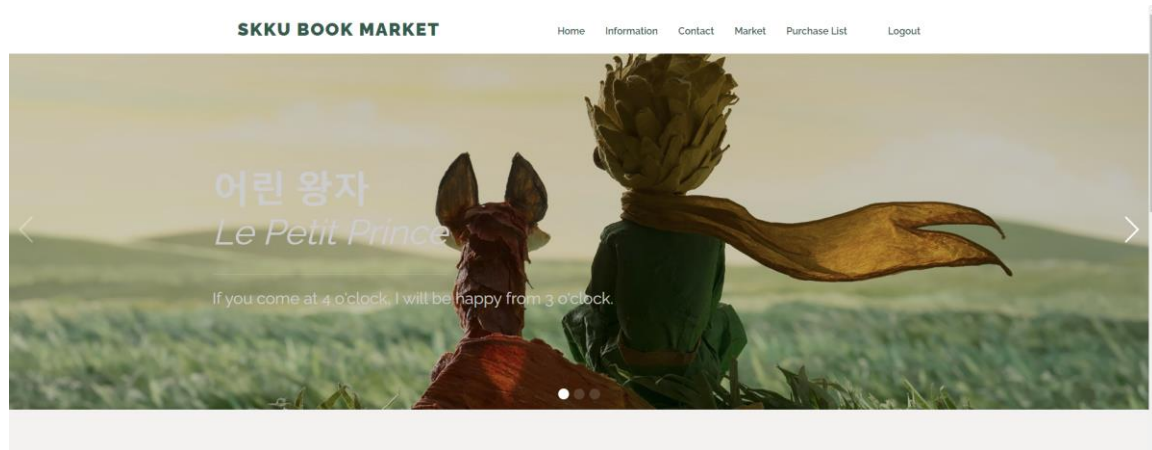 SKKU BOOK MARKET
Home Information Contact Market Purchase List Logout
어린 왕자
Le Petit Prince
If you come at 4 o'clock, I will be happy from 3 o'clock.